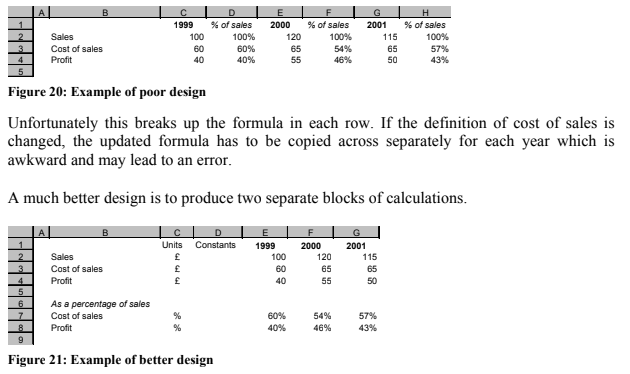 A B C D E F G H
1 1999 % of sales 2000 % of sales 2001 % of sales
2 Sales 100 100% 120 100% 115 100%
3 Cost of sales 60 60% 65 54% 65 57%
4 Profit 40 40% 55 46% 50 43%
5
Figure 20: Example of poor design
Unfortunately this breaks up the formula in each row. If the definition of cost of sales is
changed, the updated formula has to be copied across separately for each year which is
awkward and may lead to an error.
A much better design is to produce two separate blocks of calculations.
A B C D E F G
1 Units Constants 1999 2000 2001
2 Sales £ 100 120 115
3 Cost of sales £ 60 65 65
4 Profit £ 40 55 50
5
6 As a percentage of sales
7 Cost of sales % 60% 54% 57%
8 Profit % 40% 46% 43%
9
Figure 21: Example of better design